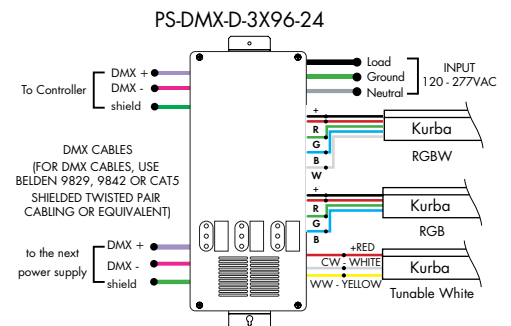 PS-DMX-D-3X96-24
To Controller
DMX +
DMX -
shield
Load
Ground
Neutral
INPUT
120 - 277VAC
DMX CABLES
(FOR DMX CABLES, USE
BELDEN 9829, 9842 OR CAT5
SHIELDED TWISTED PAIR
CABLING OR EQUIVALENT)
+
R
G
B
W
Kurba
RGBW
+
R
G
B
Kurba
RGB
to the next
power supply
DMX +
DMX -
shield
+RED
CW - WHITE
WW - YELLOW
Kurba
Tunable White